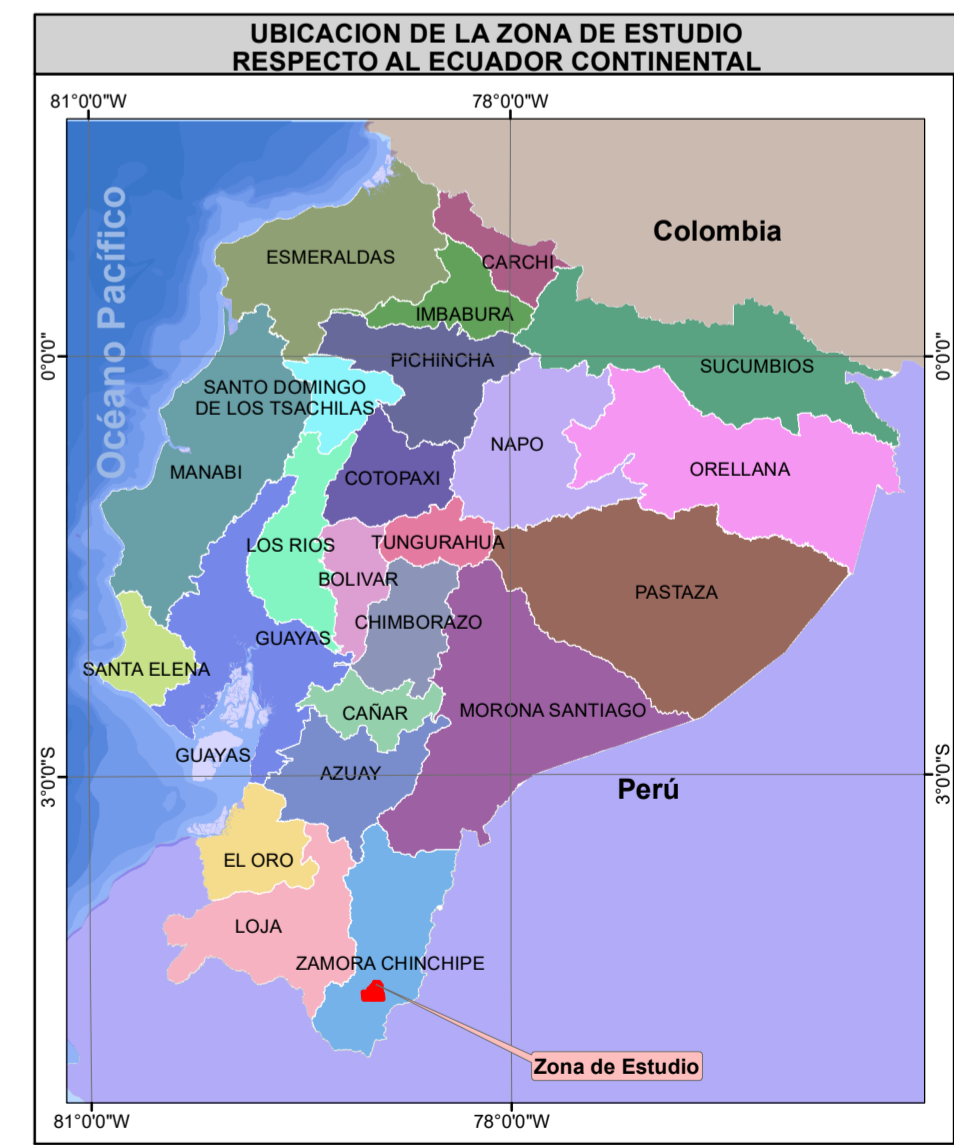 UBICACION DE LA ZONA DE ESTUDIO
RESPECTO AL ECUADOR CONTINENTAL
81°0'0"W
78°0'0"W
Océano Pacífico
Colombia
ESMERALDAS
CARCHI
IMBABURA
0°0'0"
PICHINCHA
0°0'0"
SUCUMBIOS
SANTO DOMINGO
DE LOS TSACHILAS
NAPO
MANABI
COTOPAXI
ORELLANA
LOS RIOS
TUNGURAHUA
BOLIVAR
PASTAZA
CHIMBORAZO
GUAYAS
SANTA ELENA
CAÑAR
MORONA SANTIAGO
GUAYAS
3°0'0"S
AZUAY
Perú
3°0'0"S
EL ORO
LOJA
ZAMORA CHINCHIPE
Zona de Estudio
81°0'0"W
78°0'0"W